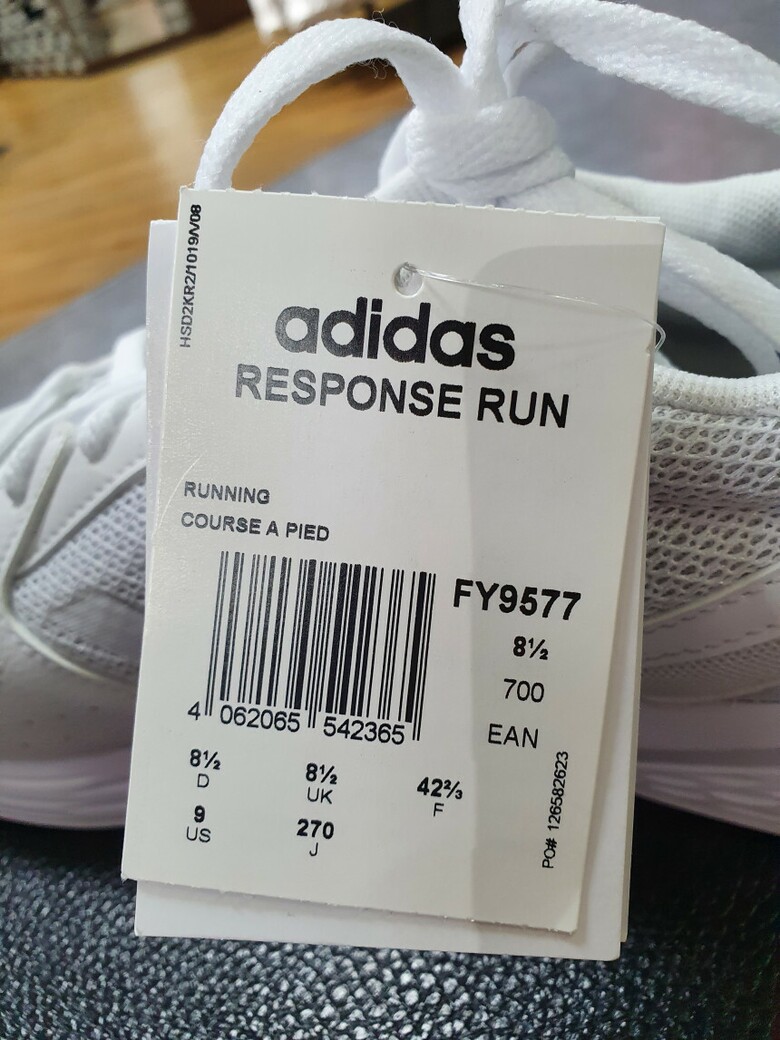 HSD2KR2/1019/V08
adidas
RESPONSE RUN
RUNNING
COURSE A PIED
FY9577
8½
700
EAN
4 062065 542365
8½ 8½ 42⅔
D UK F
9 270
US J
PO# 126582623